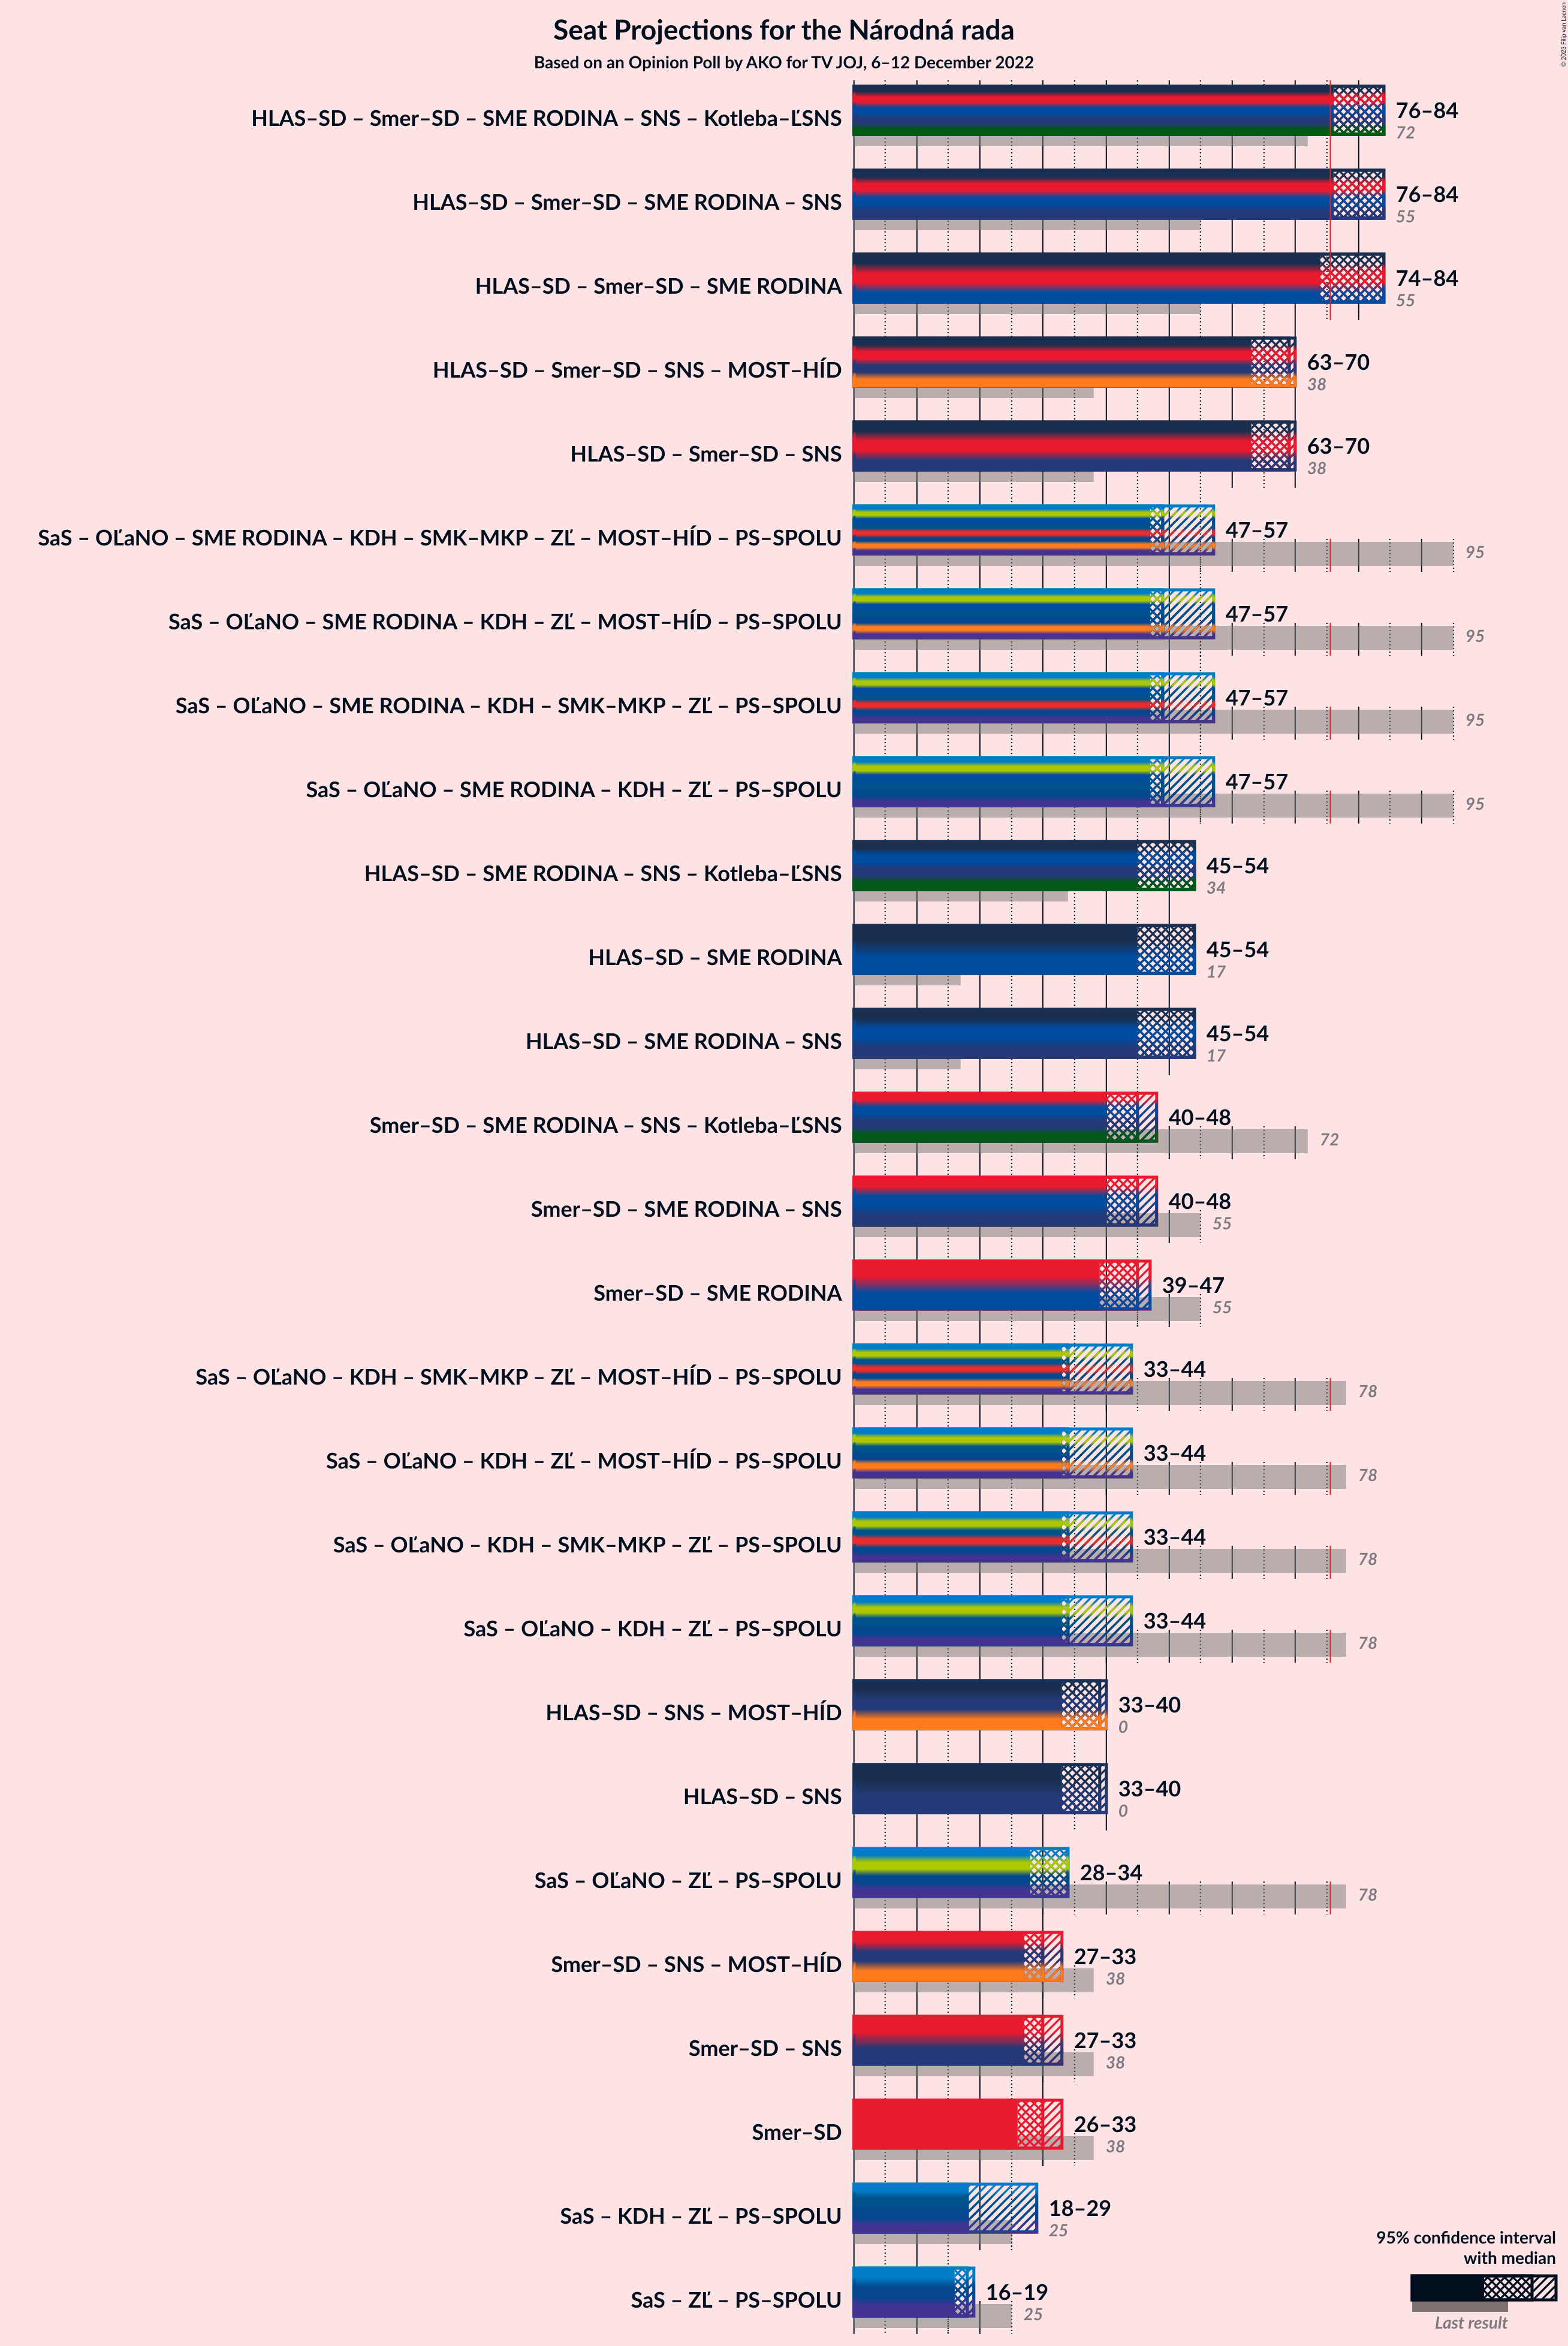 Seat Projections for the Národná rada
Based on an Opinion Poll by AKO for TV JOJ, 6–12 December 2022
© 2023 Filip van Laenen
HLAS–SD – Smer–SD – SME RODINA – SNS – Kotleba–ĽSNS
76–84
72
HLAS–SD – Smer–SD – SME RODINA – SNS
76–84
55
HLAS–SD – Smer–SD – SME RODINA
74–84
55
HLAS–SD – Smer–SD – SNS – MOST–HÍD
63–70
38
HLAS–SD – Smer–SD – SNS
63–70
38
SaS – OĽaNO – SME RODINA – KDH – SMK–MKP – ZĽ – MOST–HÍD – PS–SPOLU
47–57
95
SaS – OĽaNO – SME RODINA – KDH – ZĽ – MOST–HÍD – PS–SPOLU
47–57
95
SaS – OĽaNO – SME RODINA – KDH – SMK–MKP – ZĽ – PS–SPOLU
47–57
95
SaS – OĽaNO – SME RODINA – KDH – ZĽ – PS–SPOLU
47–57
95
HLAS–SD – SME RODINA – SNS – Kotleba–ĽSNS
45–54
34
HLAS–SD – SME RODINA
45–54
17
HLAS–SD – SME RODINA – SNS
45–54
17
Smer–SD – SME RODINA – SNS – Kotleba–ĽSNS
40–48
72
Smer–SD – SME RODINA – SNS
40–48
55
Smer–SD – SME RODINA
39–47
55
SaS – OĽaNO – KDH – SMK–MKP – ZĽ – MOST–HÍD – PS–SPOLU
33–44
78
SaS – OĽaNO – KDH – ZĽ – MOST–HÍD – PS–SPOLU
33–44
78
SaS – OĽaNO – KDH – SMK–MKP – ZĽ – PS–SPOLU
33–44
78
SaS – OĽaNO – KDH – ZĽ – PS–SPOLU
33–44
78
HLAS–SD – SNS – MOST–HÍD
33–40
0
HLAS–SD – SNS
33–40
0
SaS – OĽaNO – ZĽ – PS–SPOLU
28–34
78
Smer–SD – SNS – MOST–HÍD
27–33
38
Smer–SD – SNS
27–33
38
Smer–SD
26–33
38
SaS – KDH – ZĽ – PS–SPOLU
18–29
25
SaS – ZĽ – PS–SPOLU
16–19
25
95% confidence interval
with median
Last result